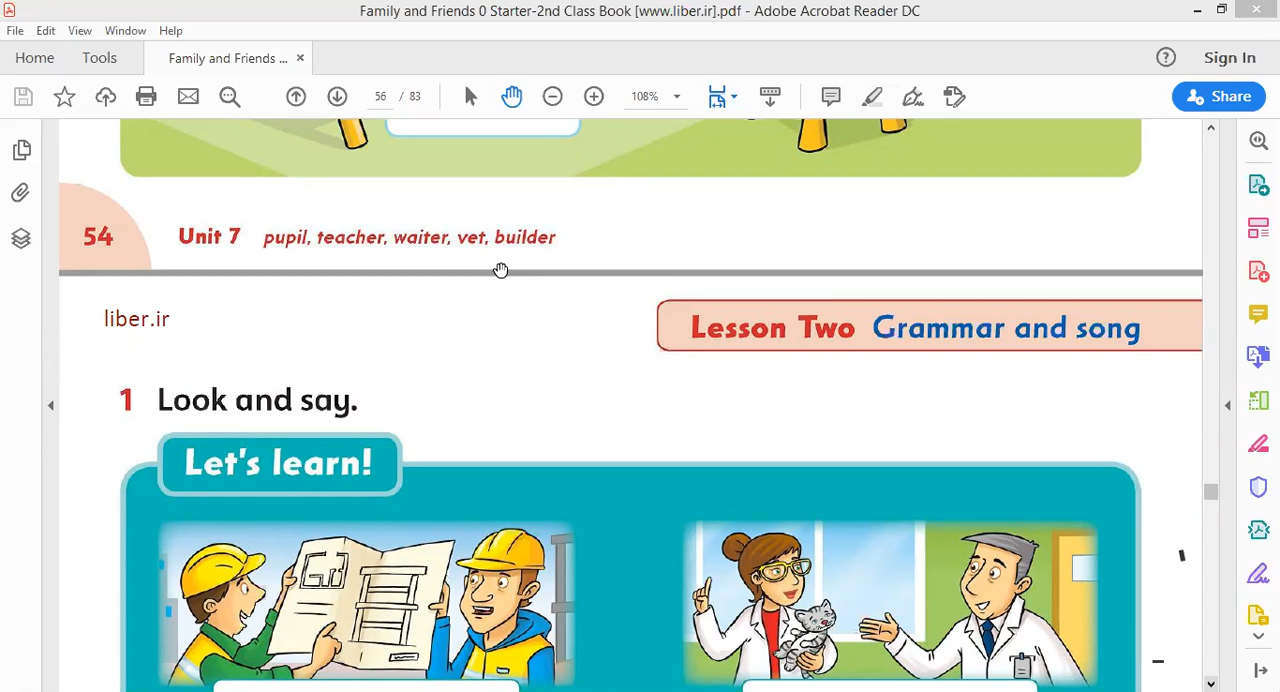 Family and Friends 0 Starter-2nd Class Book [www.liber.ir].pdf - Adobe Acrobat Reader DC
File Edit View Window Help
Home Tools Family and Friends ... ×
Sign In
56 / 83 108% Share
54 Unit 7 pupil, teacher, waiter, vet, builder
liber.ir
Lesson Two Grammar and song
1 Look and say.
Let's learn!